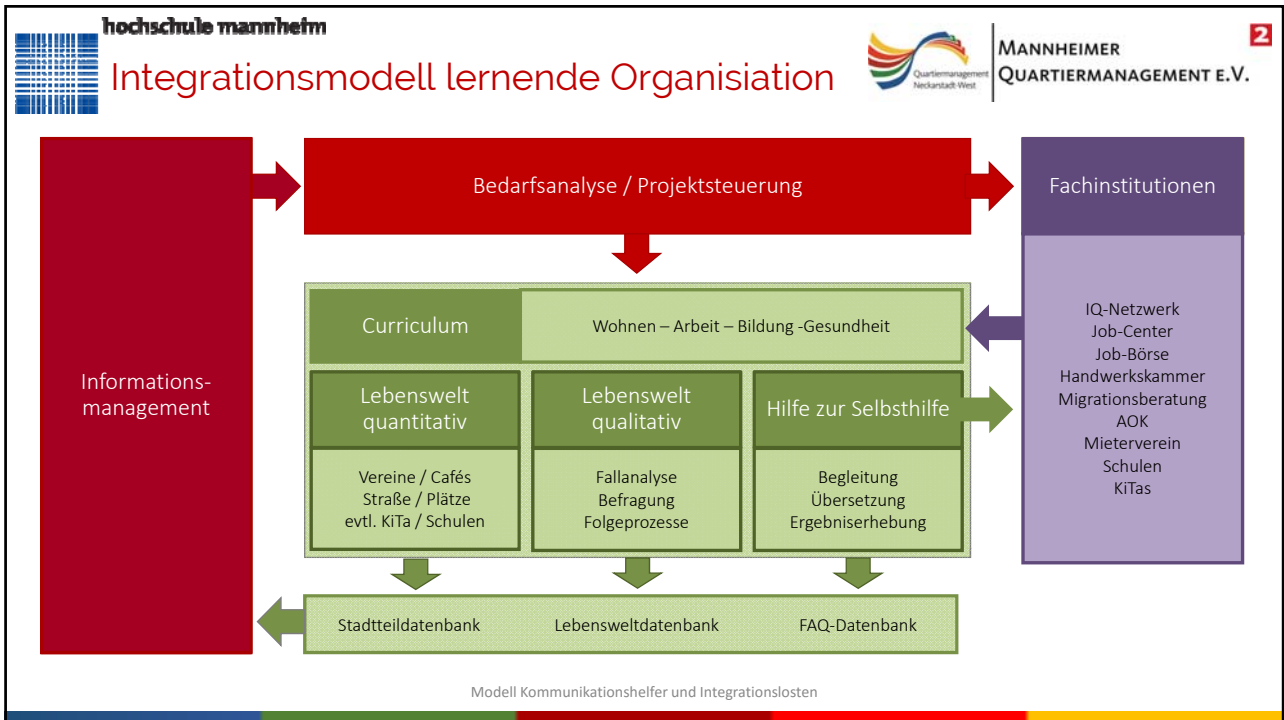 hochschule mannheim
Integrationsmodell lernende Organisiation
Quartiermanagement
Neckarstadt-West
MANNHEIMER
QUARTIERMANAGEMENT E.V.
2
Informations-
management
Bedarfsanalyse / Projektsteuerung
Fachinstitutionen
IQ-Netzwerk
Job-Center
Job-Börse
Handwerkskammer
Migrationsberatung
AOK
Mieterverein
Schulen
KiTas
Curriculum
Wohnen – Arbeit – Bildung -Gesundheit
Lebenswelt
quantitativ
Vereine / Cafés
Straße / Plätze
evtl. KiTa / Schulen
Lebenswelt
qualitativ
Fallanalyse
Befragung
Folgeprozesse
Hilfe zur Selbsthilfe
Begleitung
Übersetzung
Ergebniserhebung
Stadtteildatenbank
Lebensweltdatenbank
FAQ-Datenbank
Modell Kommunikationshelfer und Integrationslosten